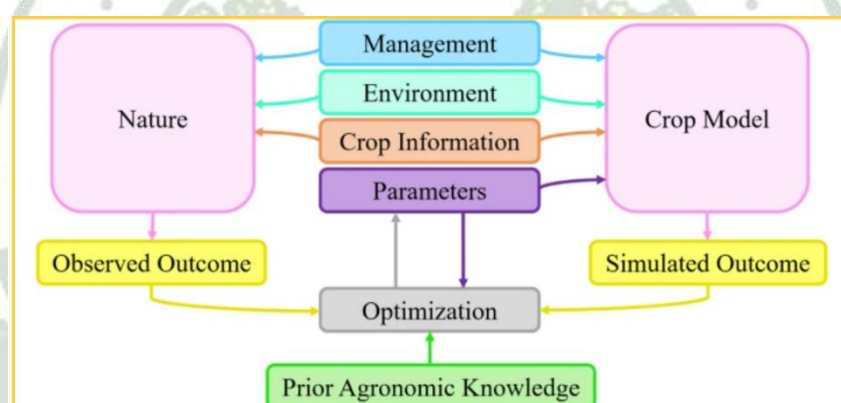 Management
Environment
Nature
Crop Model
Crop Information
Parameters
Observed Outcome
Simulated Outcome
Optimization
Prior Agronomic Knowledge